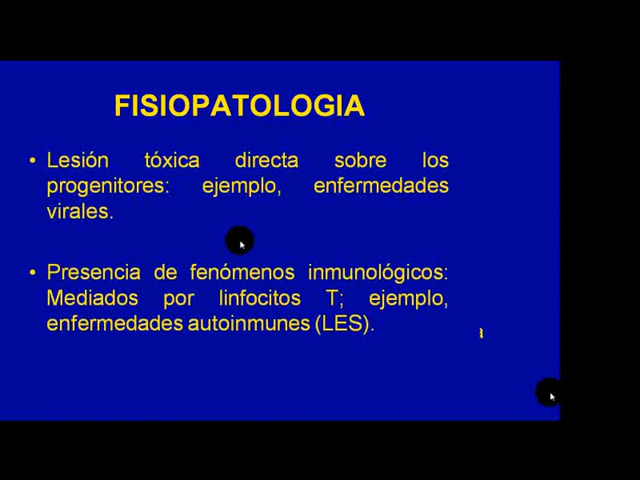 FISIOPATOLOGIA
• Lesión tóxica directa sobre los
progenitores: ejemplo, enfermedades
virales.
• Presencia de fenómenos inmunológicos:
Mediados por linfocitos T; ejemplo,
enfermedades autoinmunes (LES).
a